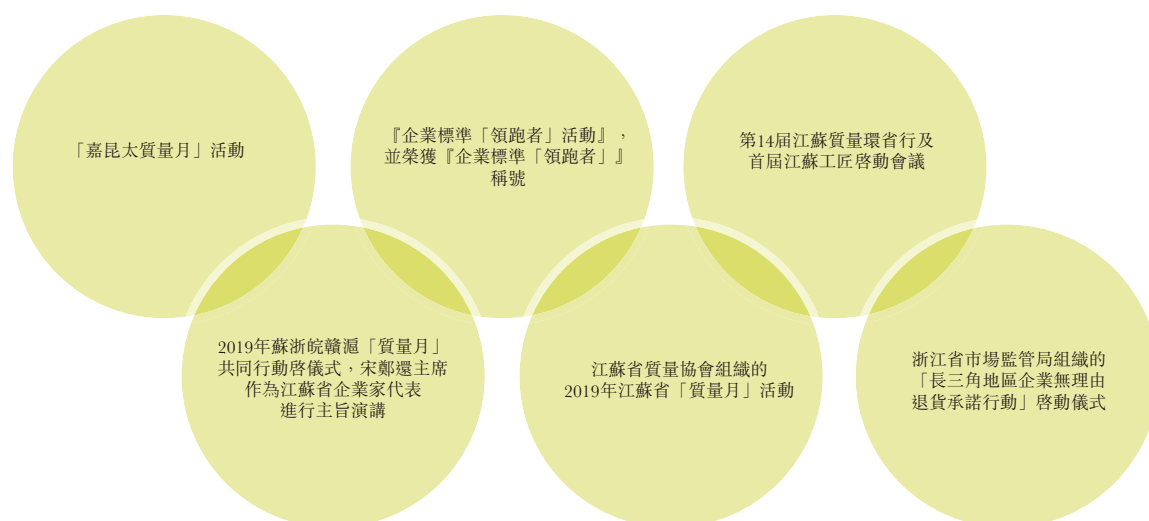 「嘉昆太質量月」活動
『企業標準「領跑者」活動』，
並榮獲『企業標準「領跑者」』
稱號
第14届江蘇質量環省行及
首屆江蘇工匠啓動會議
2019年蘇浙皖贛滬「質量月」
共同行動啓儀式，宋鄭還主席
作為江蘇省企業家代表
進行主旨演講
江蘇省質量協會組織的
2019年江蘇省「質量月」活動
浙江省市場監管局組織的
「長三角地區企業無理由
退貨承諾行動」啓動儀式